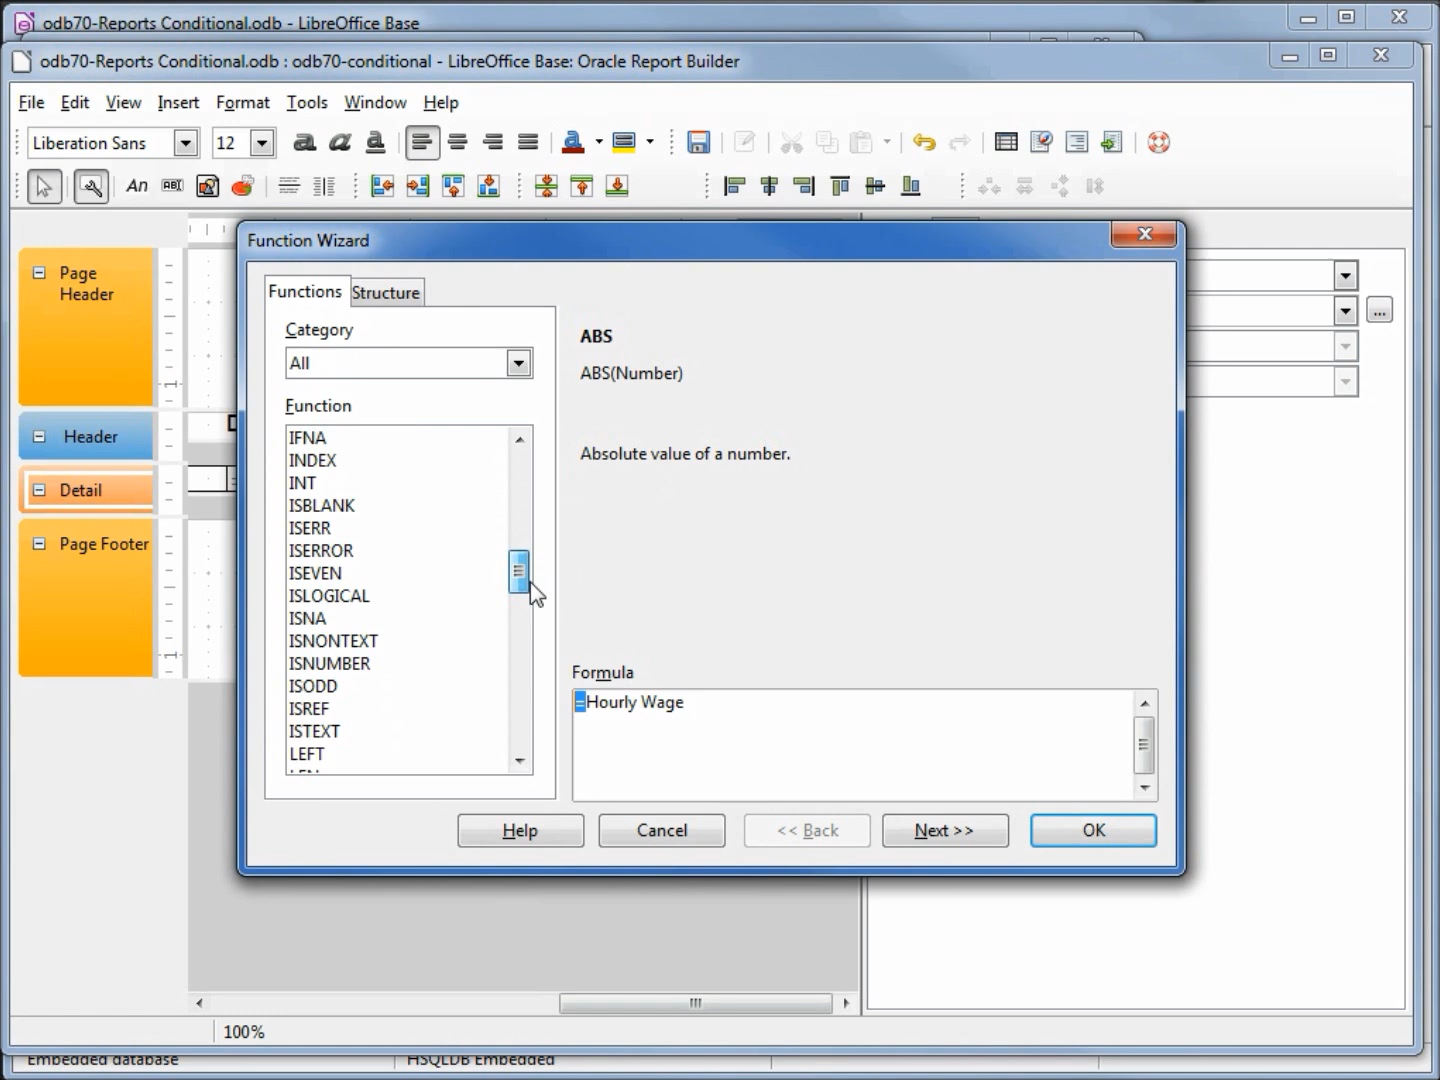 odb70-Reports Conditional.odb - LibreOffice Base
odb70-Reports Conditional.odb : odb70-conditional - LibreOffice Base: Oracle Report Builder
File Edit View Insert Format Tools Window Help
Liberation Sans 12
Function Wizard
Functions Structure
Category
All
Function
IFNA
INDEX
INT
ISBLANK
ISERR
ISERROR
ISEVEN
ISLOGICAL
ISNA
ISNONTEXT
ISNUMBER
ISODD
ISREF
ISTEXT
LEFT
LEN
ABS
ABS(Number)
Absolute value of a number.
Formula
=Hourly Wage
Help Cancel << Back Next >> OK
Page
Header
Header
Detail
Page Footer
100%
Embedded database HSQLDB Embedded